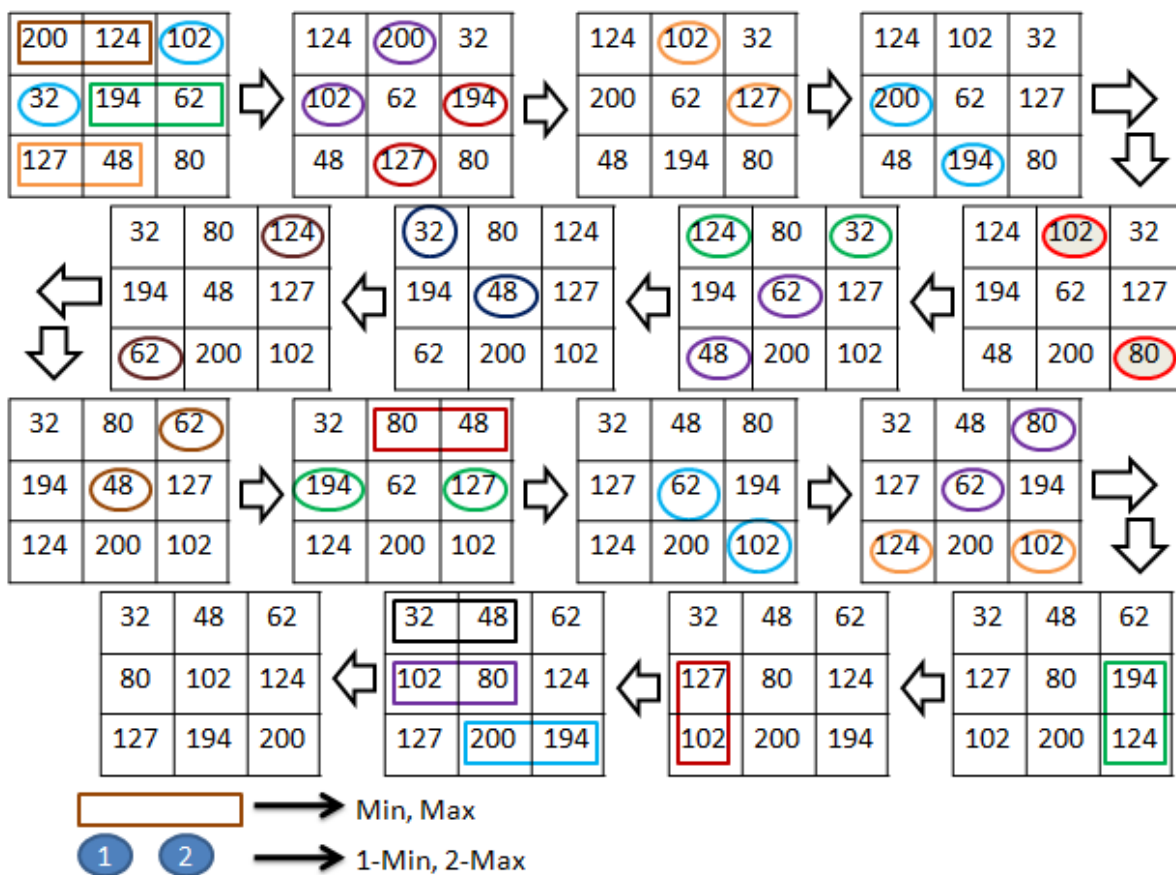 200 124 102 124 200 32 124 102 32 124 102 32
32 194 62 102 62 194 200 62 127 200 62 127
127 48 80 48 127 80 48 194 80 48 194 80
32 80 124 32 80 124 124 80 32 124 102 32
194 48 127 194 48 127 194 62 127 194 62 127
62 200 102 62 200 102 48 200 102 48 200 80
32 80 62 32 80 48 32 48 80 32 48 80
194 48 127 194 62 127 127 62 194 127 62 194
124 200 102 124 200 102 124 200 102 124 200 102
32 48 62 32 48 62 32 48 62 32 48 62
80 102 124 102 80 124 127 80 124 127 80 194
127 194 200 127 200 194 102 200 194 102 200 124
Min, Max
1 2 1-Min, 2-Max